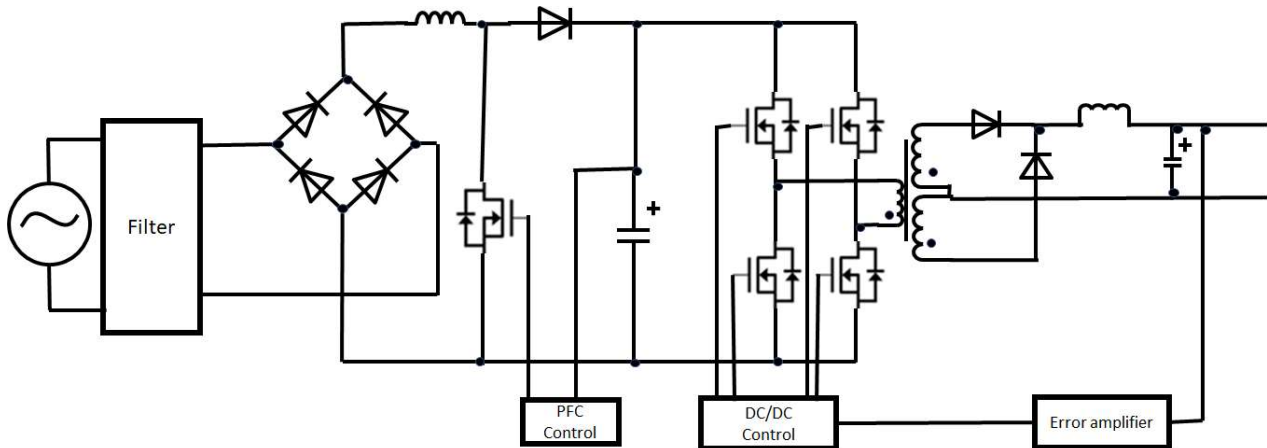 Filter
PFC
Control
DC/DC
Control
Error amplifier
+
+